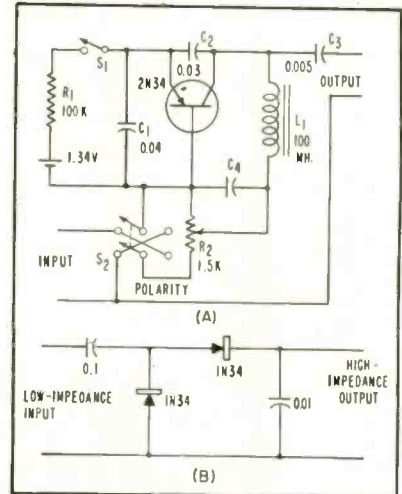 S1
C2
0.03
2N34
C3
0.005
OUTPUT
R1
100 K
C1
0.04
1.34V
L1
100
MH.
C4
INPUT
S2
R2
1.5K
POLARITY
(A)
0.1
1N34
LOW-IMPEDANCE
INPUT
1N34
0.01
HIGH-
IMPEDANCE
OUTPUT
(B)